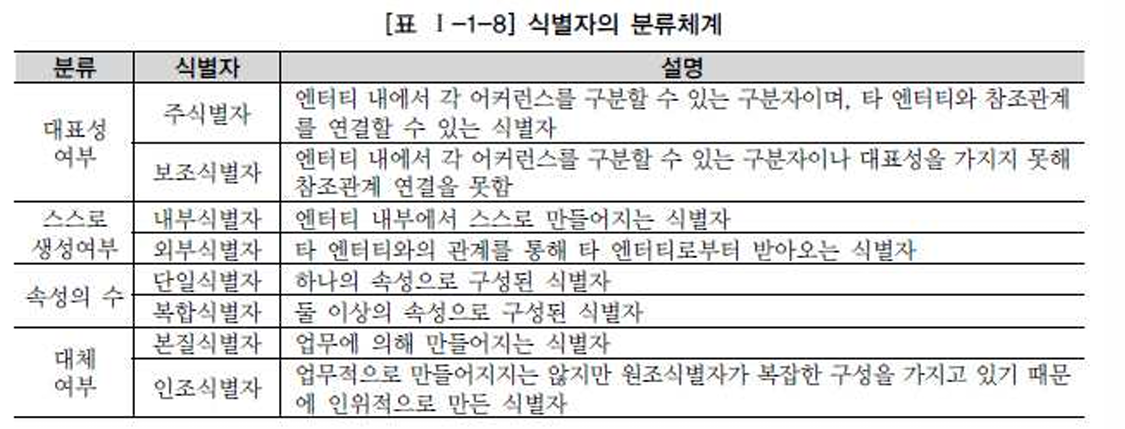 [표 Ⅰ-1-8] 식별자의 분류체계
분류 식별자 설명
대표성 여부
주식별자
엔터티 내에서 각 어커런스를 구분할 수 있는 구분자이며, 타 엔터티와 참조관계
를 연결할 수 있는 식별자
보조식별자
엔터티 내에서 각 어커런스를 구분할 수 있는 구분자이나 대표성을 가지지 못해
참조관계 연결을 못함
스스로
생성여부
내부식별자 엔터티 내부에서 스스로 만들어지는 식별자
외부식별자 타 엔터티와의 관계를 통해 타 엔터티로부터 받아오는 식별자
속성의 수
단일식별자 하나의 속성으로 구성된 식별자
복합식별자 둘 이상의 속성으로 구성된 식별자
대체
여부
본질식별자 업무에 의해 만들어지는 식별자
인조식별자
업무적으로 만들어지지는 않지만 원조식별자가 복잡한 구성을 가지고 있기 때문
에 인위적으로 만든 식별자